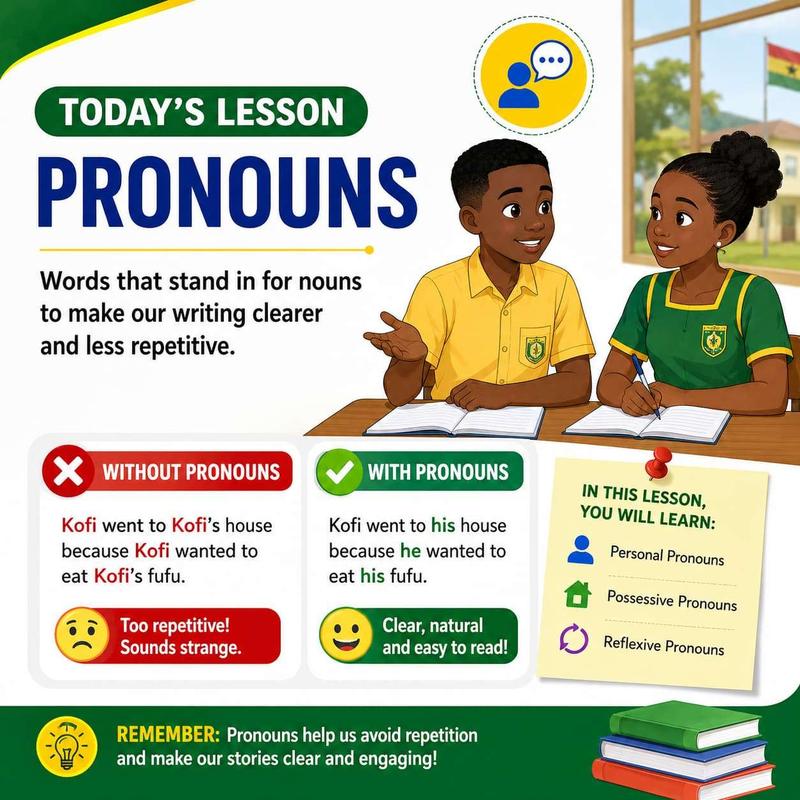 TODAY'S LESSON
PRONOUNS
Words that stand in for nouns
to make our writing clearer
and less repetitive.
WITHOUT PRONOUNS
Kofi went to Kofi's house
because Kofi wanted to
eat Kofi's fufu.
Too repetitive!
Sounds strange.
WITH PRONOUNS
Kofi went to his house
because he wanted to
eat his fufu.
Clear, natural
and easy to read!
IN THIS LESSON,
YOU WILL LEARN:
Personal Pronouns
Possessive Pronouns
Reflexive Pronouns
REMEMBER: Pronouns help us avoid repetition
and make our stories clear and engaging!